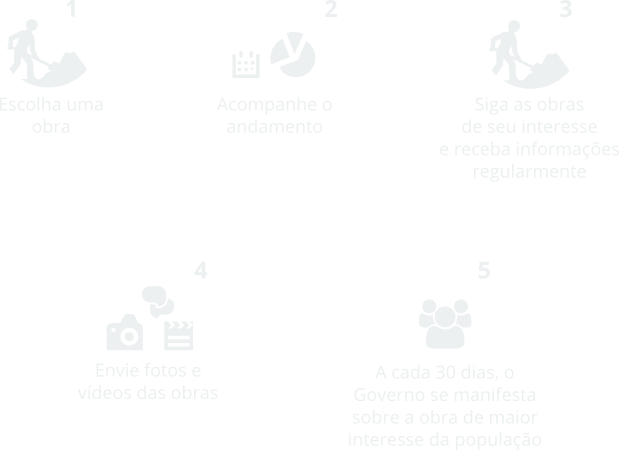 1
Escolha uma
obra
2
Acompanhe o
andamento
3
Siga as obras
de seu interesse
e receba informações
regularmente
4
Envie fotos e
vídeos das obras
5
A cada 30 dias, o
Governo se manifesta
sobre a obra de maior
interesse da população